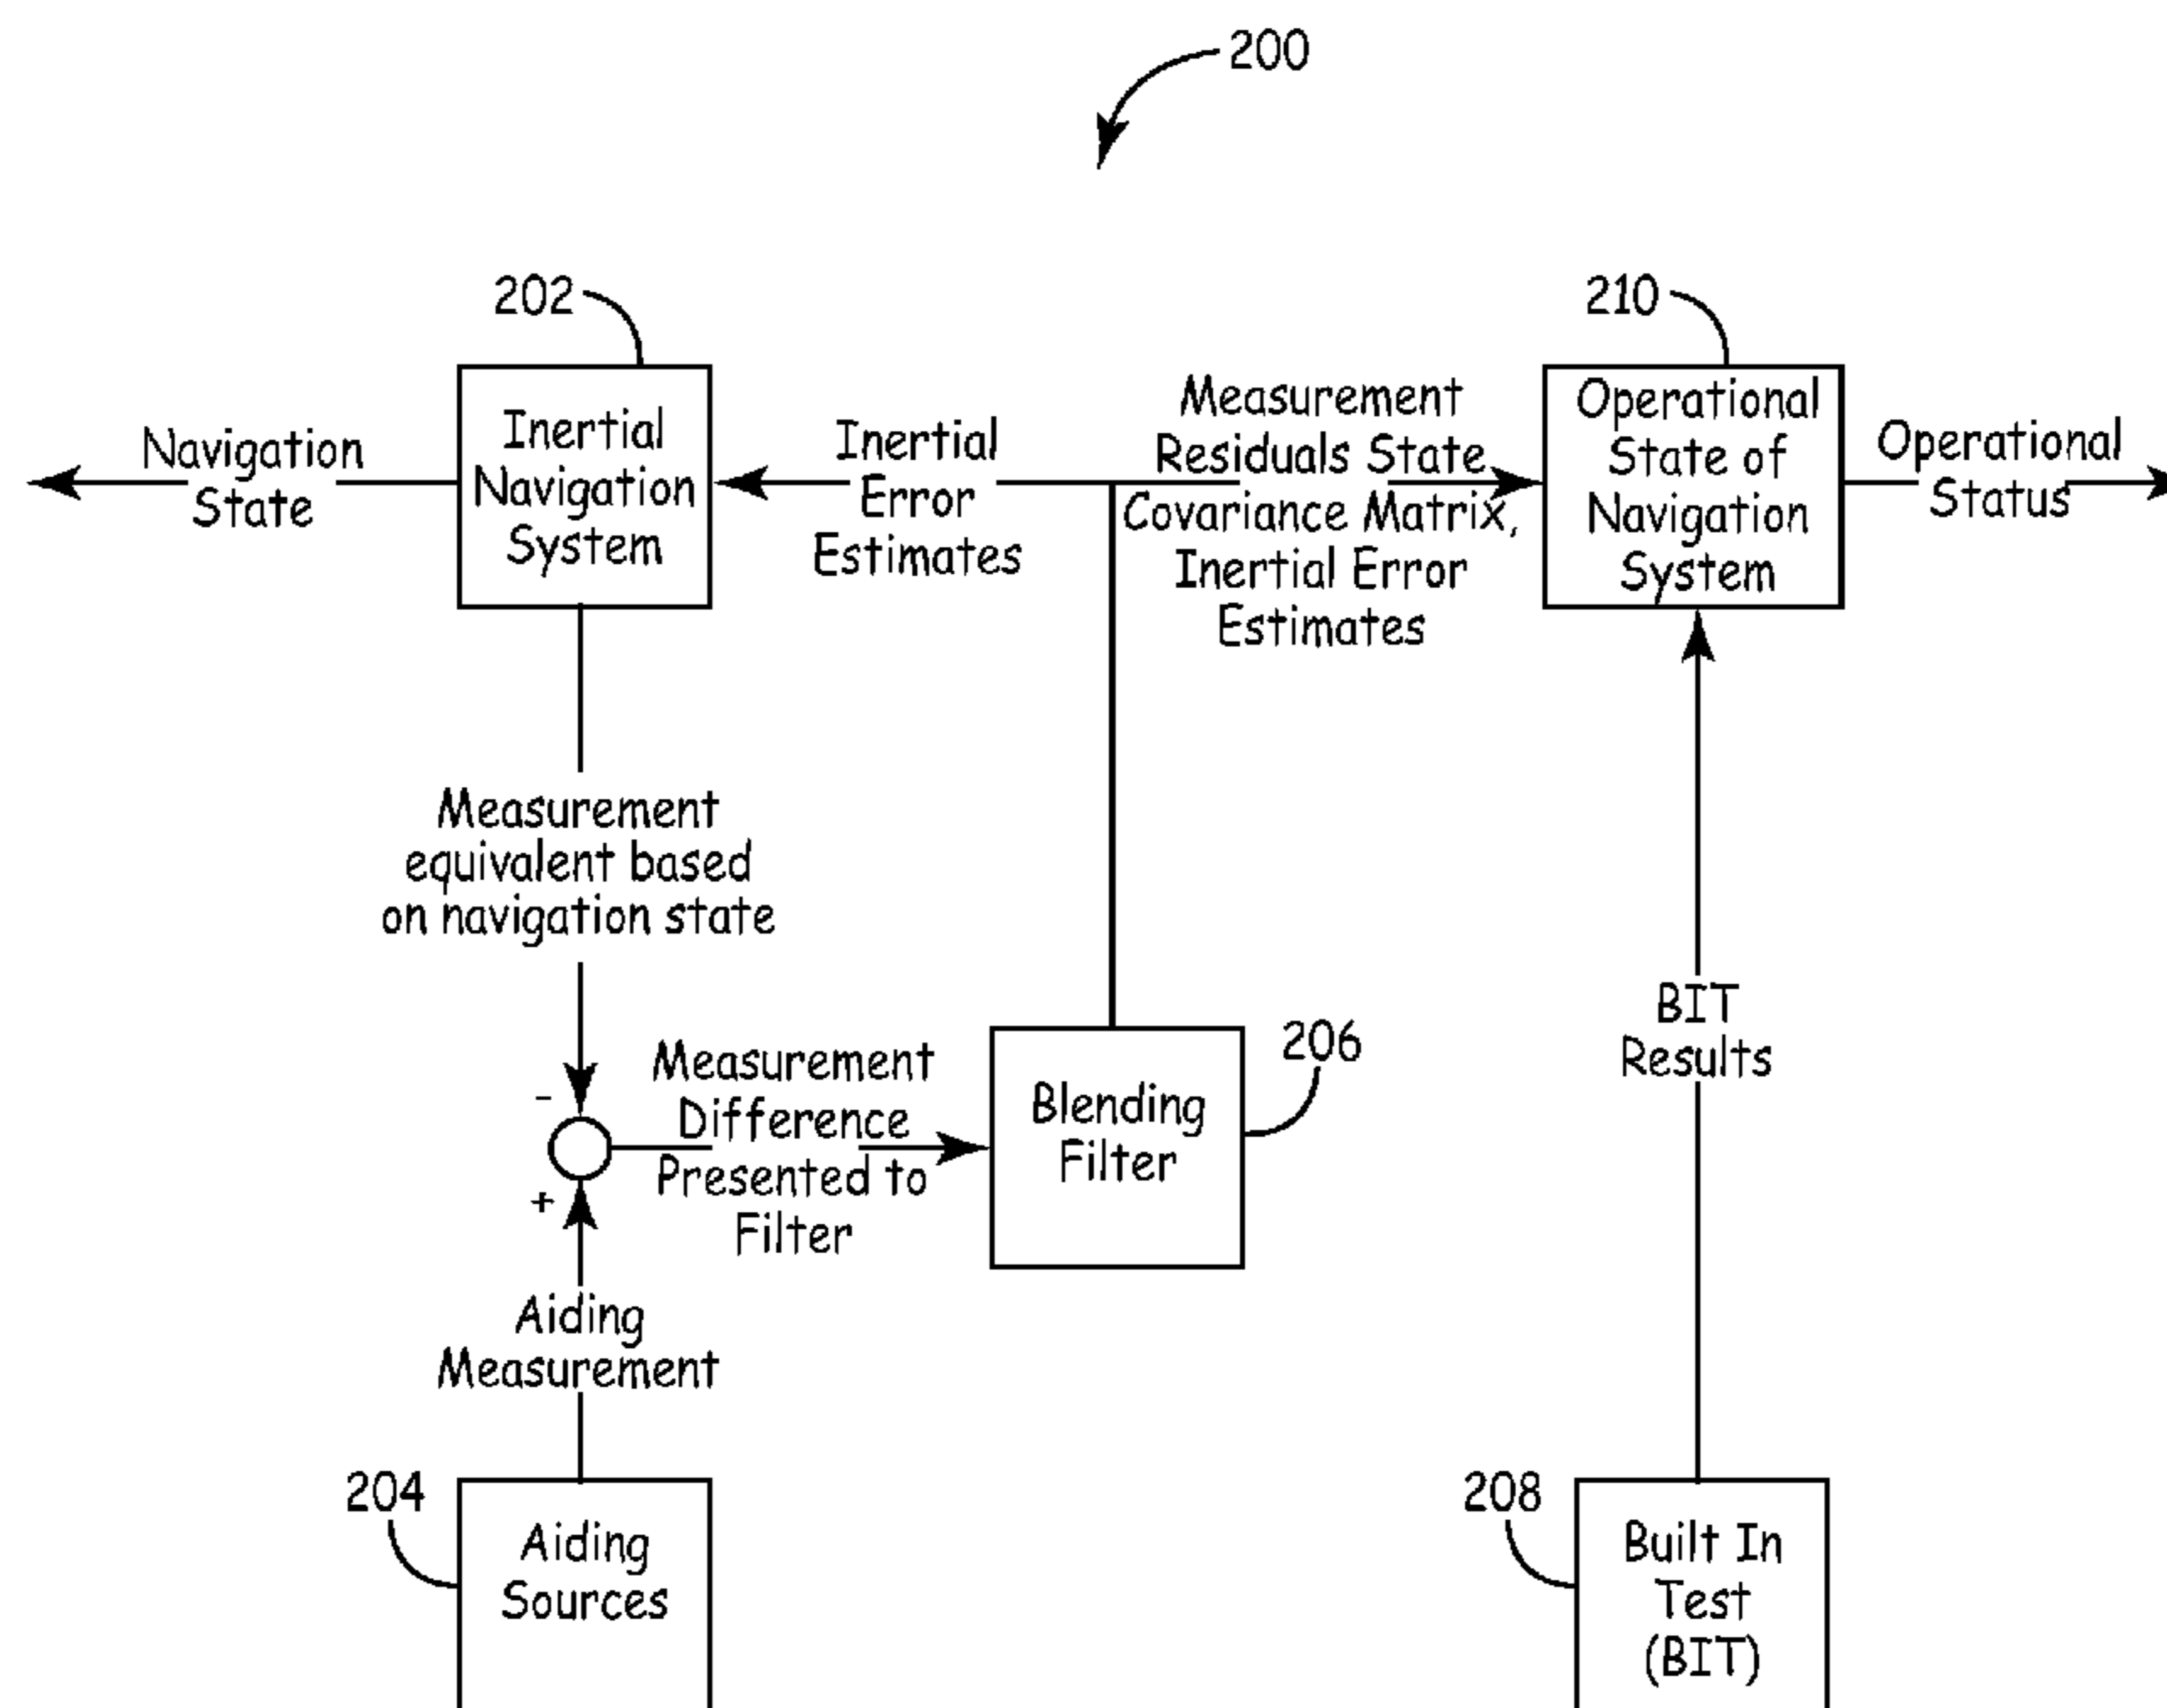 200
202
210
Navigation
State
Inertial
Navigation
System
Inertial
Error
Estimates
Measurement
Residuals State
Covariance Matrix,
Inertial Error
Estimates
Operational
State of
Navigation
System
Operational
Status
Measurement
equivalent based
on navigation state
-
+
Measurement
Difference
Presented to
Filter
Blending
Filter
206
BIT
Results
Aiding
Measurement
204
Aiding
Sources
208
Built In
Test
(BIT)